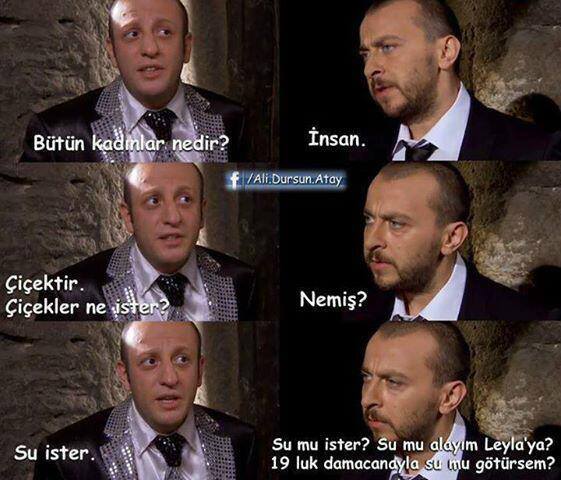 Bütün kadınlar nedir?
İnsan.
f /Ali.Dursun.Atay
Çiçektir.
Çiçekler ne ister?
Nemiş?
Su ister.
Su mu ister? Su mu alayım Leyla'ya?
19 luk damacanayla su mu götürsem?